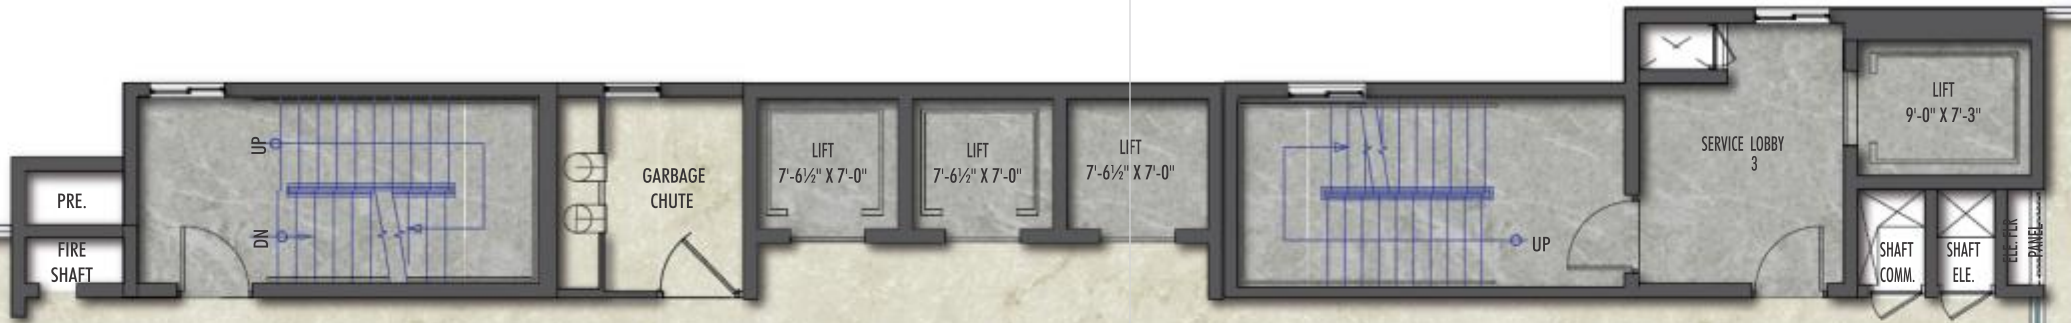 PRE.
FIRE
SHAFT
UP
DN
GARBAGE
CHUTE
LIFT
7'-6½" X 7'-0"
LIFT
7'-6½" X 7'-0"
LIFT
7'-6½" X 7'-0"
UP
SERVICE LOBBY
3
LIFT
9'-0" X 7'-3"
SHAFT
COMM.
SHAFT
ELE.
ELE. FLR
PANEL